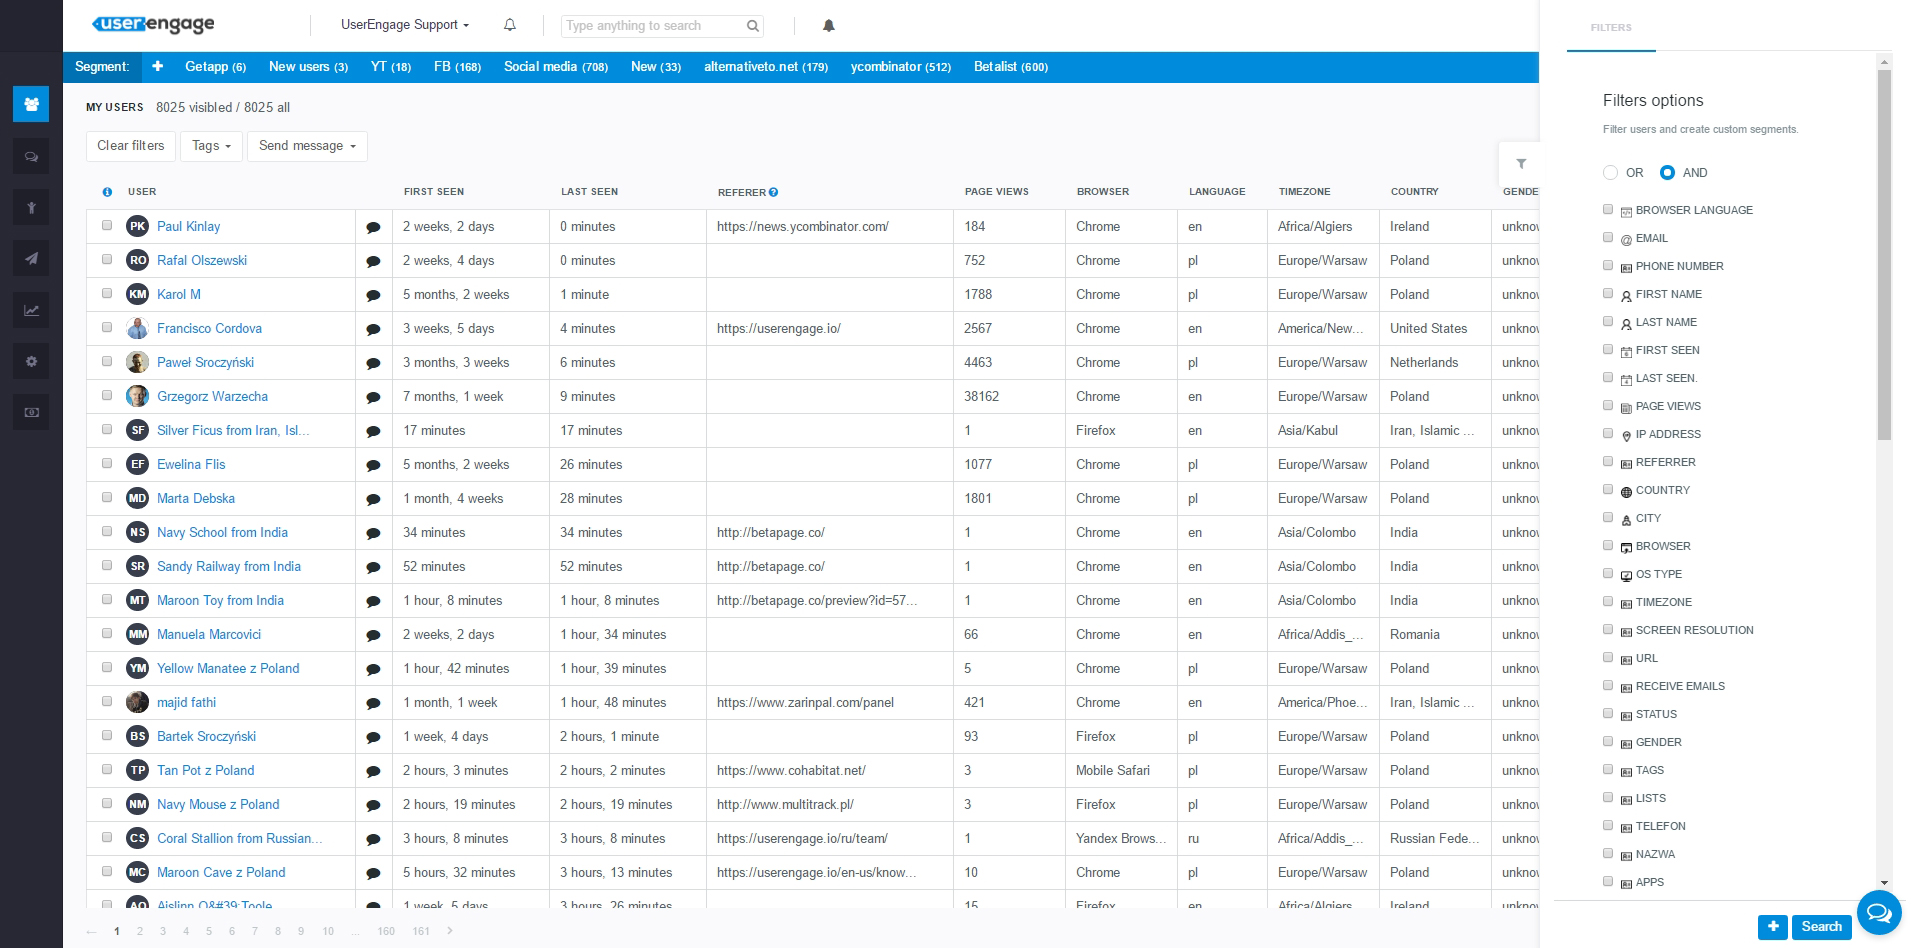 userengage
UserEngage Support
Type anything to search
Segment: + Getapp (6) New users (3) YT (18) FB (168) Social media (708) New (33) alternativeto.net (179) ycombinator (512) Betalist (600)
MY USERS 8025 visibled / 8025 all
Clear filters Tags Send message
USER FIRST SEEN LAST SEEN REFERER PAGE VIEWS BROWSER LANGUAGE TIMEZONE COUNTRY GENDE
PK Paul Kinlay 2 weeks, 2 days 0 minutes https://news.ycombinator.com/ 184 Chrome en Africa/Algiers Ireland unknow
RO Rafal Olszewski 2 weeks, 4 days 0 minutes 752 Chrome pl Europe/Warsaw Poland unknow
KM Karol M 5 months, 2 weeks 1 minute 1788 Chrome pl Europe/Warsaw Poland unknow
Francisco Cordova 3 weeks, 5 days 4 minutes https://userengage.io/ 2567 Chrome en America/New... United States unknow
Paweł Sroczyński 3 months, 3 weeks 6 minutes 4463 Chrome pl Europe/Warsaw Netherlands unknow
Grzegorz Warzecha 7 months, 1 week 9 minutes 38162 Chrome en Europe/Warsaw Poland unknow
SF Silver Ficus from Iran, Isl... 17 minutes 17 minutes 1 Firefox en Asia/Kabul Iran, Islamic ... unknow
EF Ewelina Flis 5 months, 2 weeks 26 minutes 1077 Chrome pl Europe/Warsaw Poland unknow
MD Marta Debska 1 month, 4 weeks 28 minutes 1801 Chrome pl Europe/Warsaw Poland unknow
NS Navy School from India 34 minutes 34 minutes http://betapage.co/ 1 Chrome en Asia/Colombo India unknow
SR Sandy Railway from India 52 minutes 52 minutes http://betapage.co/ 1 Chrome en Asia/Colombo India unknow
MT Maroon Toy from India 1 hour, 8 minutes 1 hour, 8 minutes http://betapage.co/preview?id=57... 1 Chrome en Asia/Colombo India unknow
MM Manuela Marcovici 2 weeks, 2 days 1 hour, 34 minutes 66 Chrome en Africa/Addis_... Romania unknow
YM Yellow Manatee z Poland 1 hour, 42 minutes 1 hour, 39 minutes 5 Chrome pl Europe/Warsaw Poland unknow
majid fathi 1 month, 1 week 1 hour, 48 minutes https://www.zarinpal.com/panel 421 Chrome en America/Phoe... Iran, Islamic ... unknow
BS Bartek Sroczyński 1 week, 4 days 2 hours, 1 minute 93 Firefox pl Europe/Warsaw Poland unknow
TP Tan Pot z Poland 2 hours, 3 minutes 2 hours, 2 minutes https://www.cohabitat.net/ 3 Mobile Safari pl Europe/Warsaw Poland unknow
NM Navy Mouse z Poland 2 hours, 19 minutes 2 hours, 19 minutes http://www.multitrack.pl/ 3 Firefox pl Europe/Warsaw Poland unknow
CS Coral Stallion from Russian... 3 hours, 8 minutes 3 hours, 8 minutes https://userengage.io/ru/team/ 1 Yandex Brows... ru Africa/Addis_... Russian Fede... unknow
MC Maroon Cave z Poland 5 hours, 32 minutes 3 hours, 13 minutes https://userengage.io/en-us/know... 10 Chrome pl Europe/Warsaw Poland unknow
AO Aislinn O&#39;Toole 1 week, 5 days 3 hours, 26 minutes 15 Firefox en Africa/Algiers Ireland unknow
← 1 2 3 4 5 6 7 8 9 10 ... 160 161 >
FILTERS
Filters options
Filter users and create custom segments.
OR AND
BROWSER LANGUAGE
EMAIL
PHONE NUMBER
FIRST NAME
LAST NAME
FIRST SEEN
LAST SEEN.
PAGE VIEWS
IP ADDRESS
REFERRER
COUNTRY
CITY
BROWSER
OS TYPE
TIMEZONE
SCREEN RESOLUTION
URL
RECEIVE EMAILS
STATUS
GENDER
TAGS
LISTS
TELEFON
NAZWA
APPS
+ Search